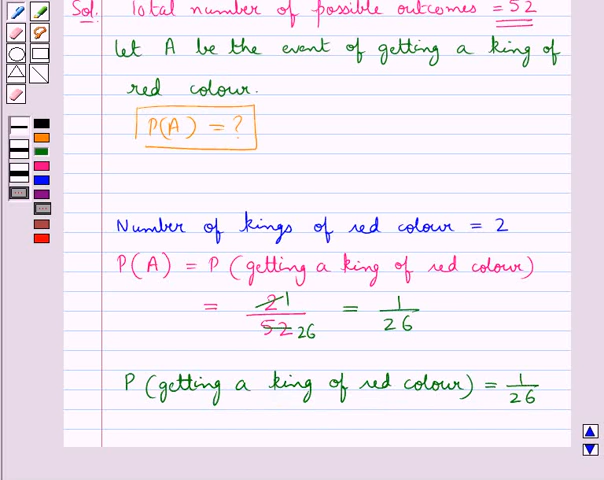 Sol. Total number of possible outcomes = 52
let A be the event of getting a king of
red colour.
P(A) = ?
Number of kings of red colour = 2
P(A) = P (getting a king of red colour)
= 2 1 / 52 26 = 1/26
P (getting a king of red colour) = 1/26